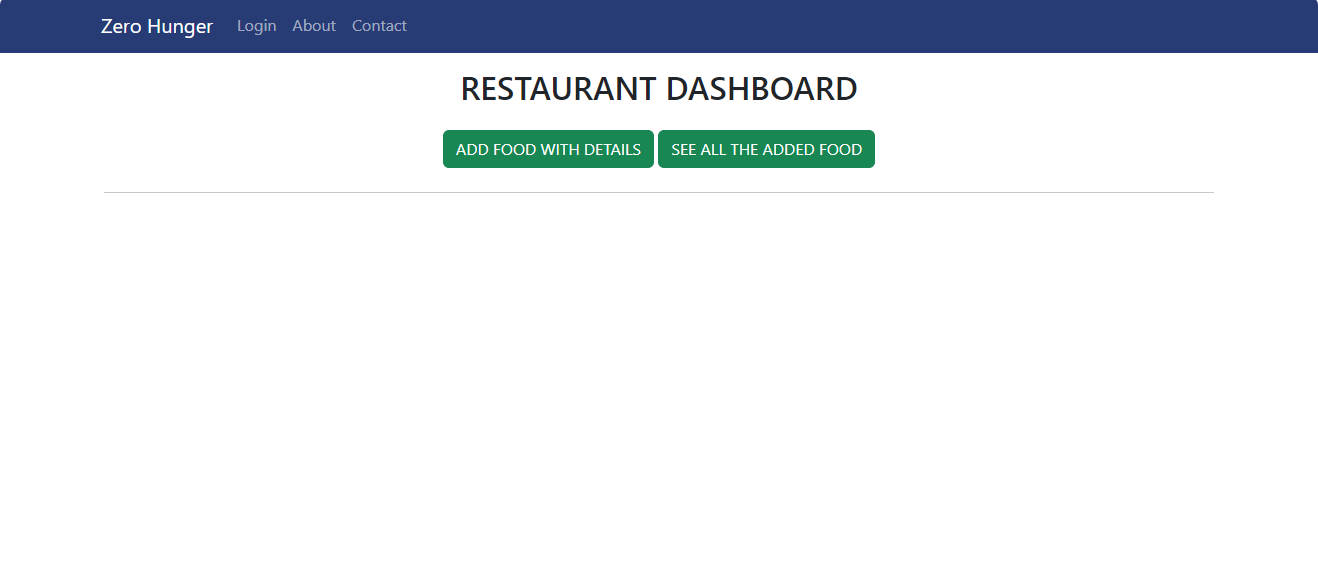 Zero Hunger Login About Contact
RESTAURANT DASHBOARD
ADD FOOD WITH DETAILS SEE ALL THE ADDED FOOD